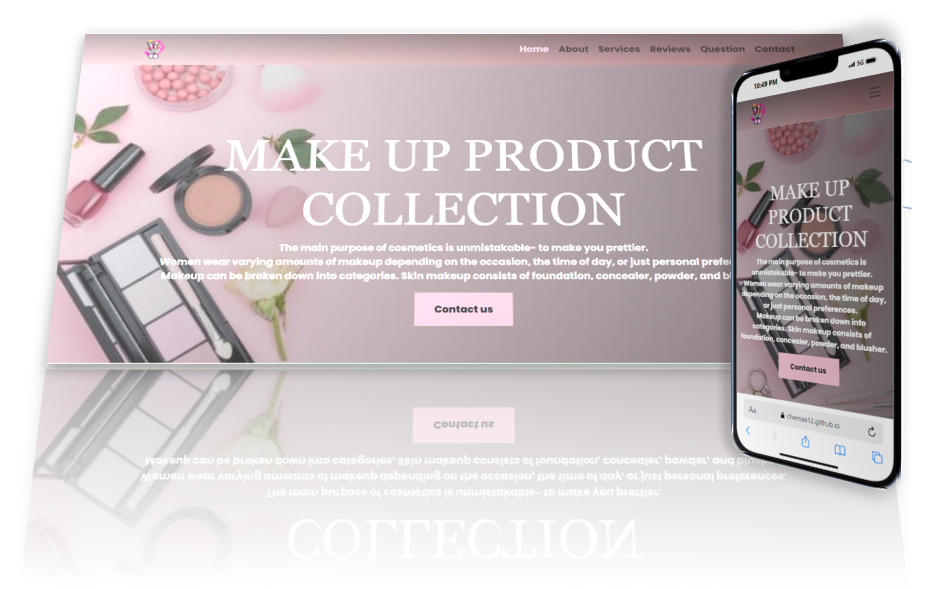 Home About Services Reviews Question Contact
MAKE UP PRODUCT
COLLECTION
The main purpose of cosmetics is unmistakable- to make you prettier.
Women wear varying amounts of makeup depending on the occasion, the time of day, or just personal prefe
Makeup can be broken down into categories. Skin makeup consists of foundation, concealer, powder, and bl
Contact us
10:49 PM 5G
MAKE UP
PRODUCT
COLLECTION
The main purpose of cosmetics is
unmistakable- to make you prettier.
Women wear varying amounts of makeup
depending on the occasion, the time of day,
or just personal preferences.
Makeup can be broken down into
categories. Skin makeup consists of
foundation, concealer, powder, and blusher.
Contact us
AA chemae12.github.io
Contact us
Makeup can be broken down into categories. Skin makeup consists of foundation, concealer, powder, and blush
Women wear varying amounts of makeup depending on the occasion, the time of day, or just personal preferences.
The main purpose of cosmetics is unmistakable- to make you prettier.
COLLECTION